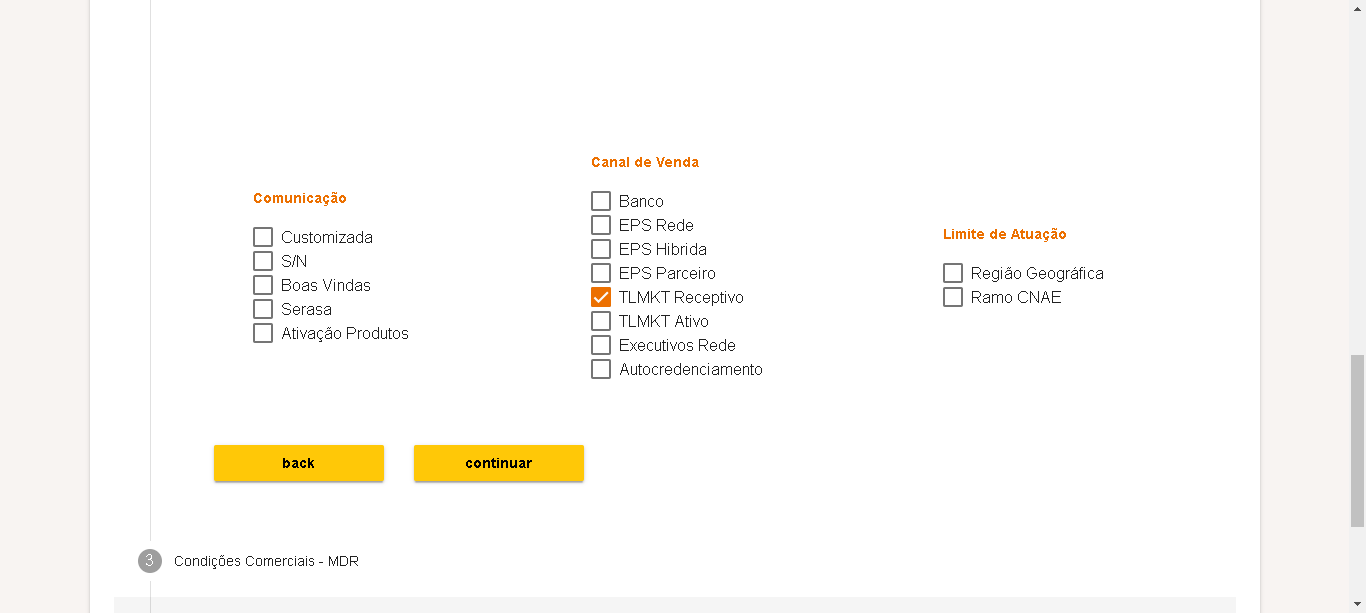 Comunicação
Customizada
S/N
Boas Vindas
Serasa
Ativação Produtos
Canal de Venda
Banco
EPS Rede
EPS Hibrida
EPS Parceiro
TLMKT Receptivo
TLMKT Ativo
Executivos Rede
Autocredenciamento
Limite de Atuação
Região Geográfica
Ramo CNAE
back
continuar
3
Condições Comerciais - MDR